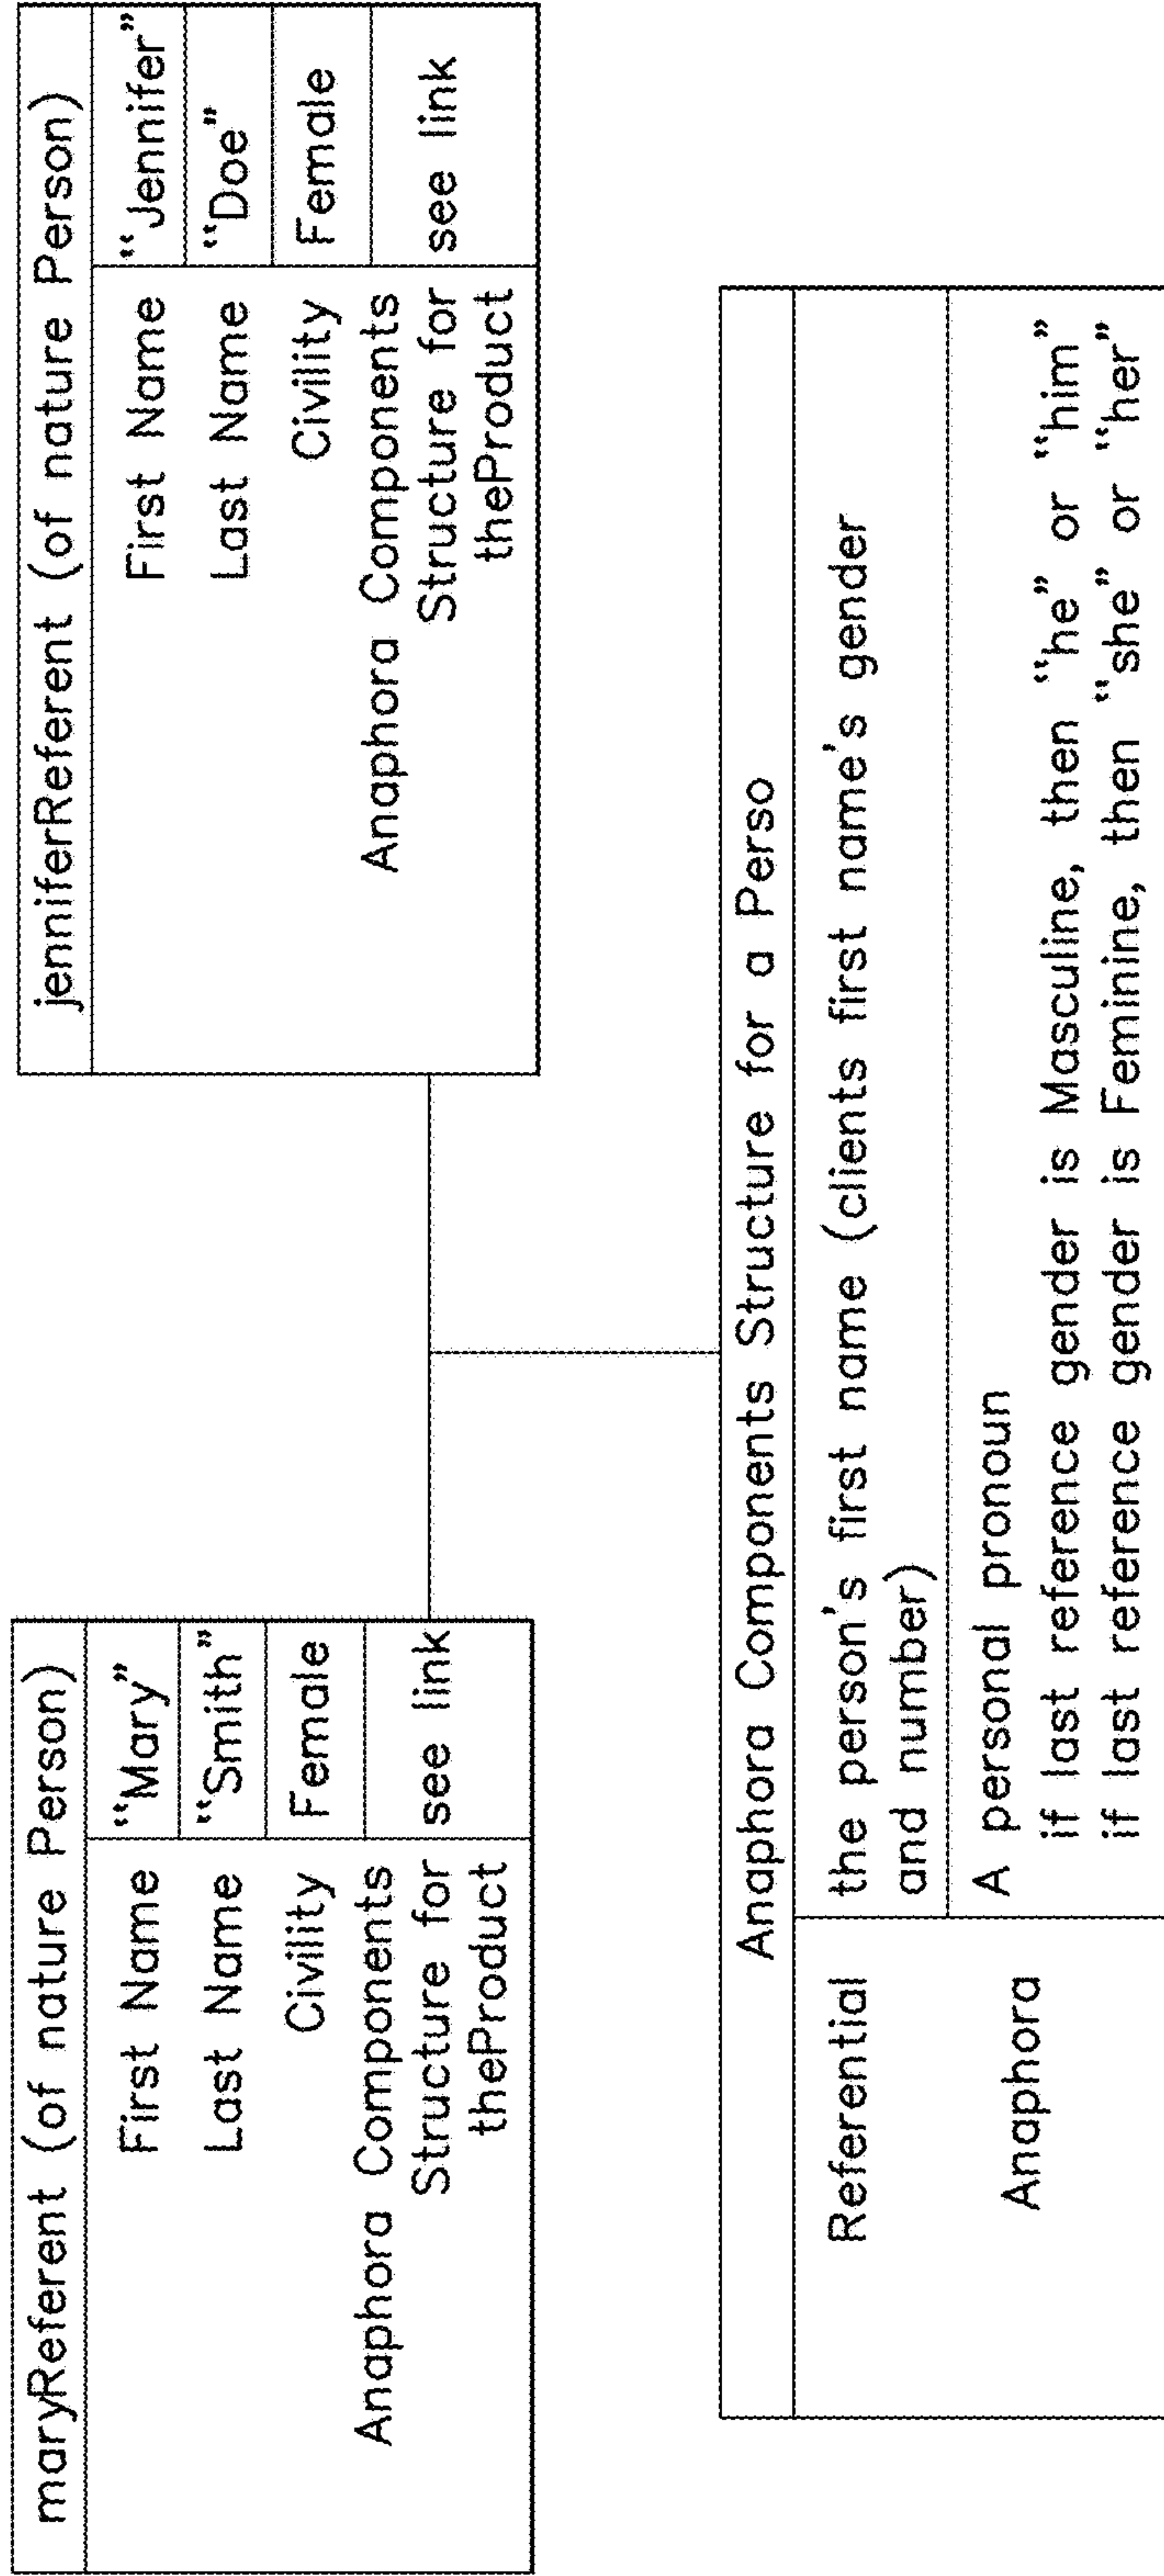 maryReferent (of nature Person)
First Name "Mary"
Last Name "Smith"
Civility Female
Anaphora Components
Structure for see link
theProduct
jenniferReferent (of nature Person)
First Name "Jennifer"
Last Name "Doe"
Civility Female
Anaphora Components
Structure for see link
theProduct
Anaphora Components Structure for a Perso
Referential the person's first name (clients first name's gender
and number)
Anaphora A personal pronoun
if last reference gender is Masculine, then "he" or "him"
if last reference gender is Feminine, then "she" or "her"